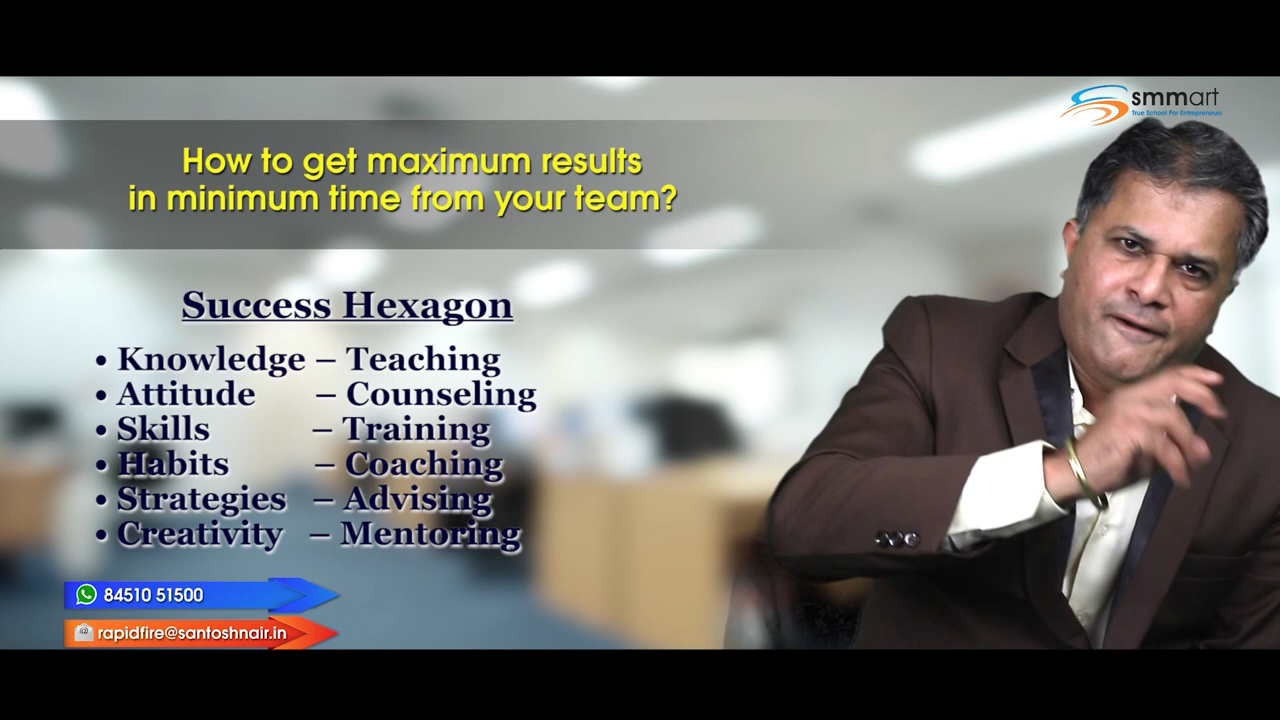 smmart
True School For Entrepreneurs
How to get maximum results
in minimum time from your team?
Success Hexagon
• Knowledge – Teaching
• Attitude – Counseling
• Skills – Training
• Habits – Coaching
• Strategies – Advising
• Creativity – Mentoring
84510 51500
rapidfire@santoshnair.in